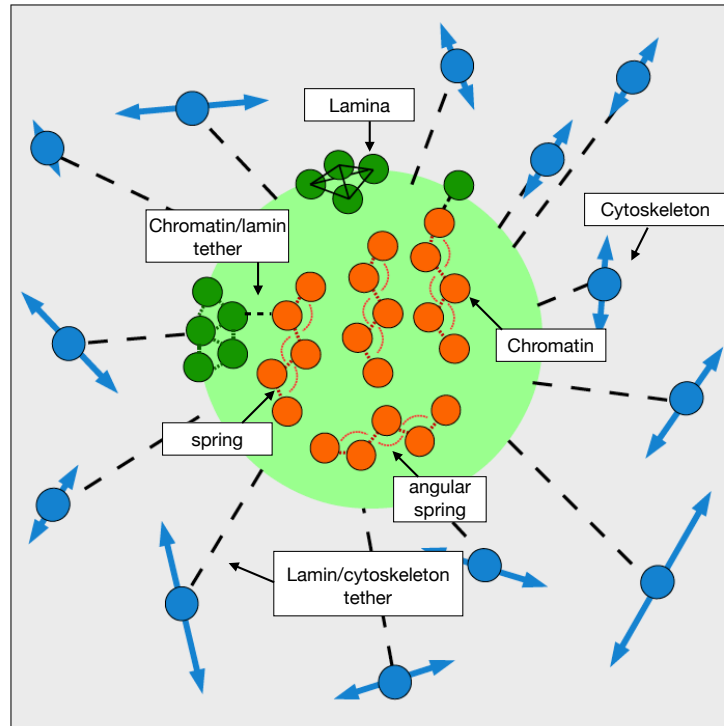 Lamina
Chromatin/lamin
tether
Cytoskeleton
Chromatin
spring
angular
spring
Lamin/cytoskeleton
tether